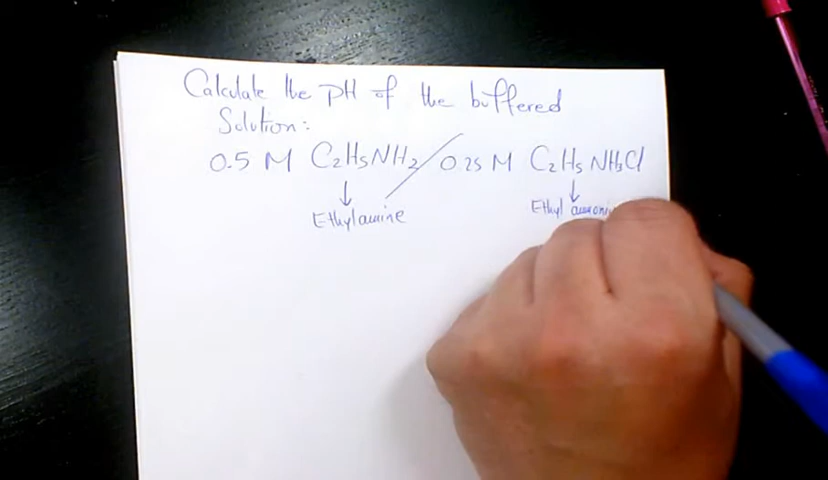 Calculate the pH of the buffered
Solution:
0.5 M C2H5NH2 / 0.25 M C2H5NH3Cl
Ethylamine Ethyl